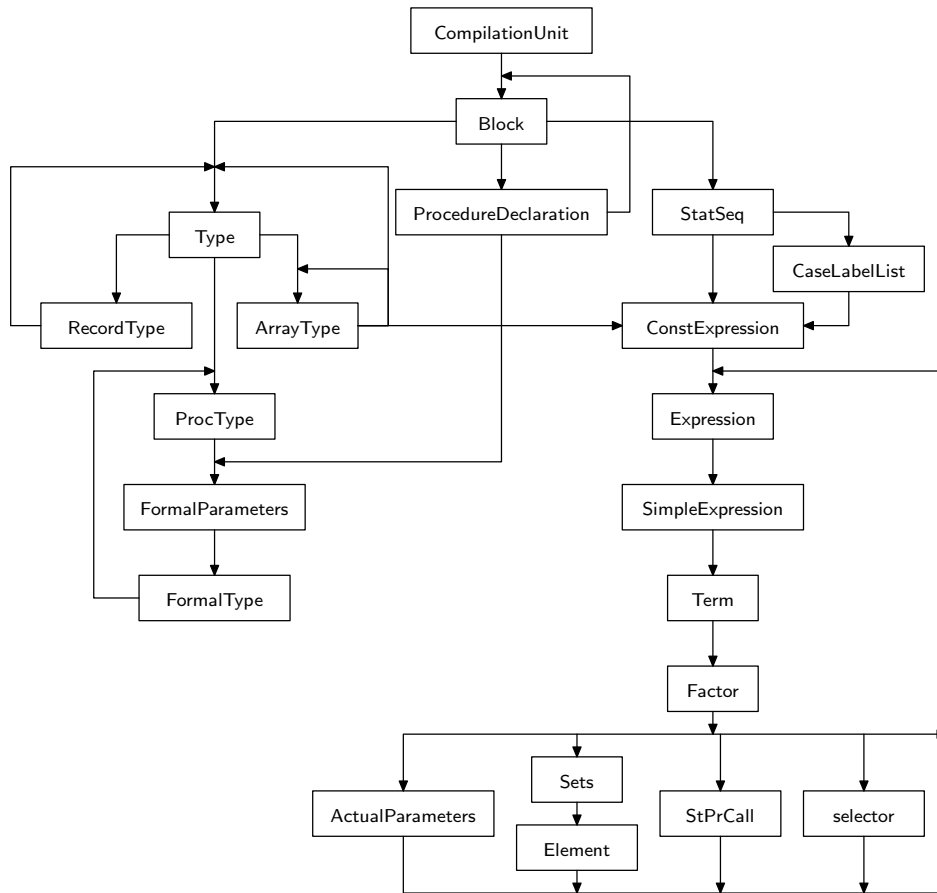 CompilationUnit
Block
ProcedureDeclaration
StatSeq
Type
CaseLabelList
RecordType
ArrayType
ConstExpression
ProcType
Expression
FormalParameters
SimpleExpression
FormalType
Term
Factor
Sets
ActualParameters
StPrCall
selector
Element